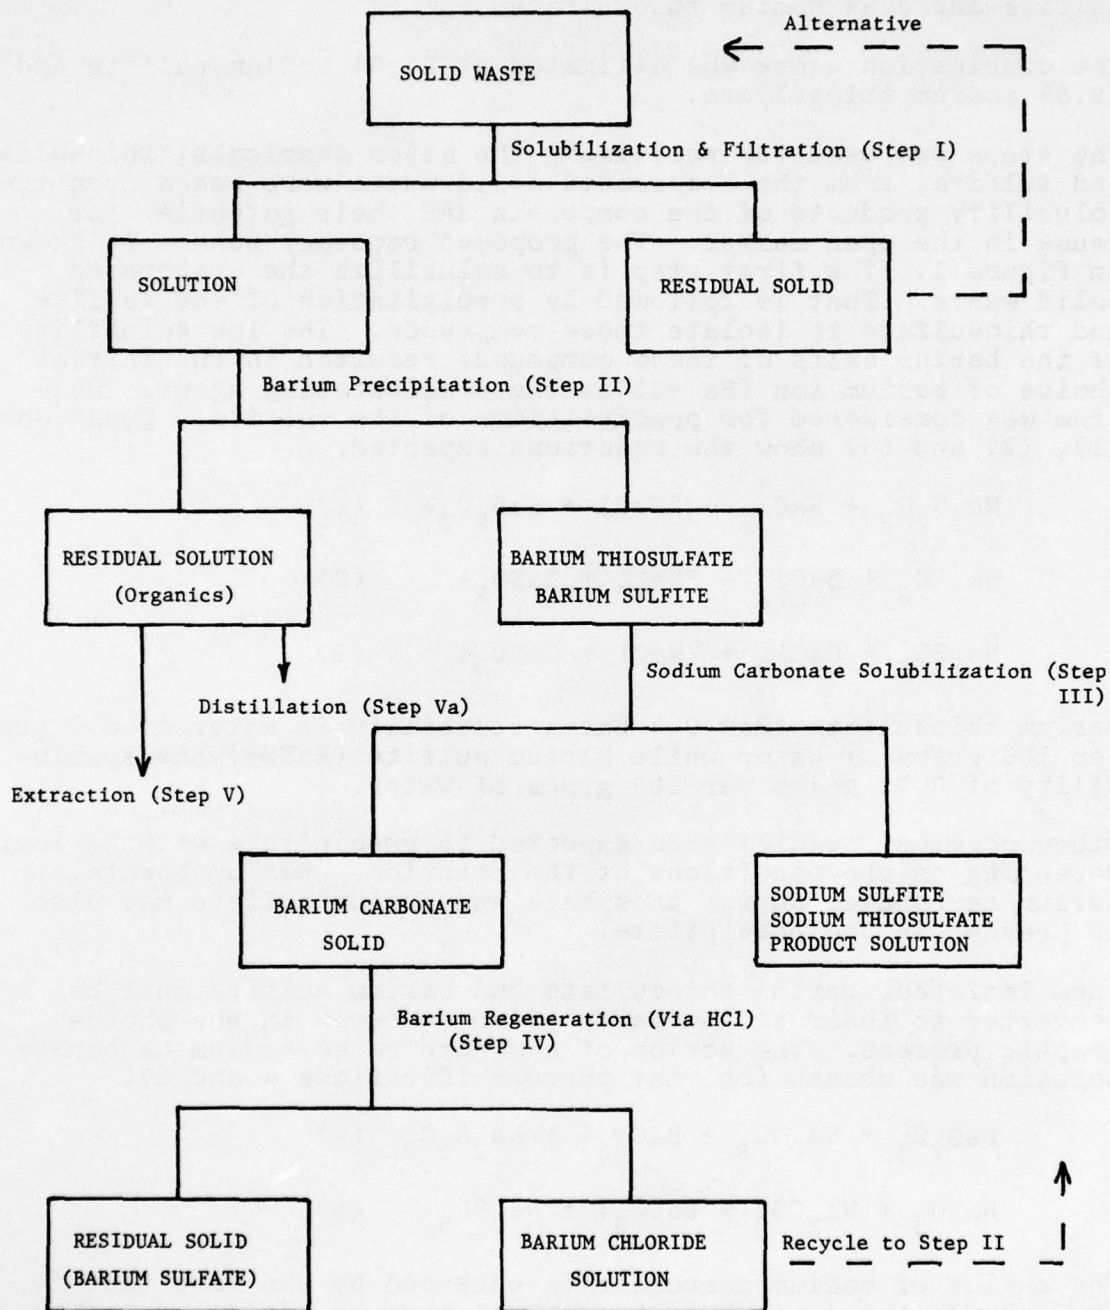 Alternative
SOLID WASTE
Solubilization & Filtration (Step I)
SOLUTION
RESIDUAL SOLID
Barium Precipitation (Step II)
RESIDUAL SOLUTION
(Organics)
BARIUM THIOSULFATE
BARIUM SULFITE
Sodium Carbonate Solubilization (Step
III)
Distillation (Step Va)
Extraction (Step V)
BARIUM CARBONATE
SOLID
SODIUM SULFITE
SODIUM THIOSULFATE
PRODUCT SOLUTION
Barium Regeneration (Via HCl)
(Step IV)
RESIDUAL SOLID
(BARIUM SULFATE)
BARIUM CHLORIDE
SOLUTION
Recycle to Step II